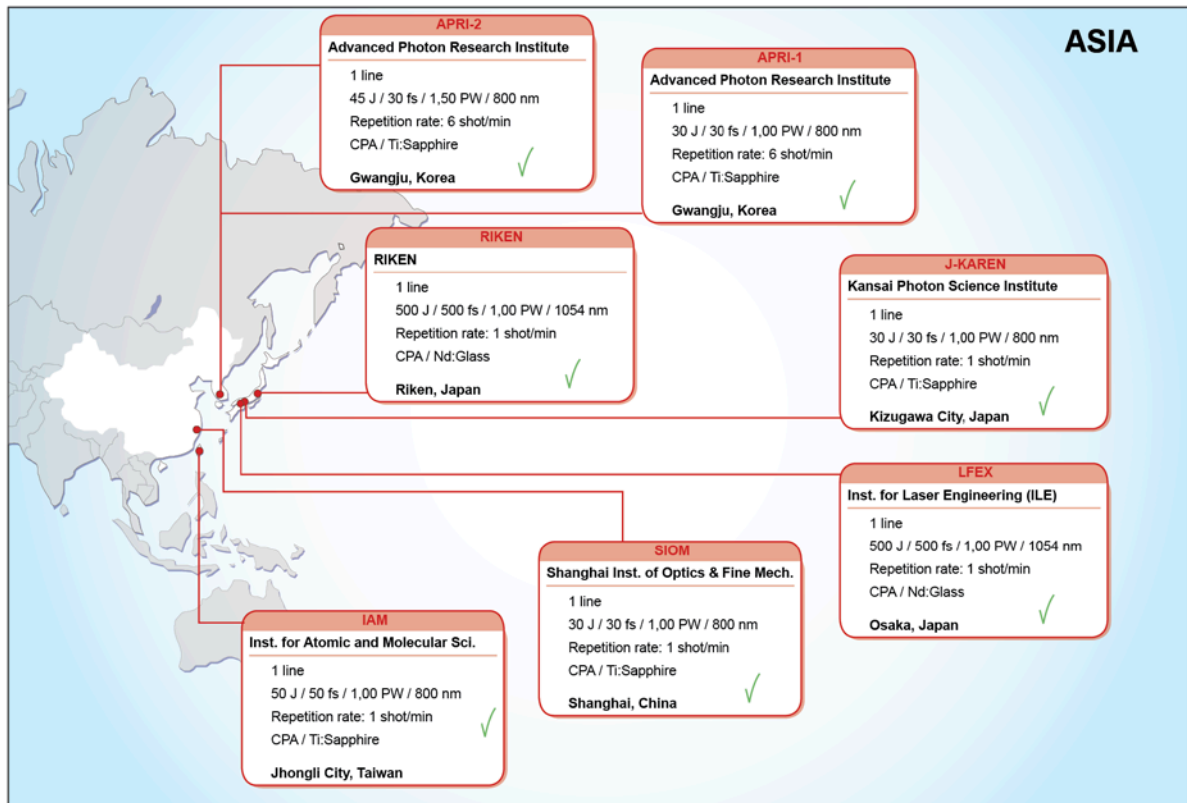 ASIA
APRI-2
Advanced Photon Research Institute
1 line
45 J / 30 fs / 1,50 PW / 800 nm
Repetition rate: 6 shot/min
CPA / Ti:Sapphire
Gwangju, Korea
APRI-1
Advanced Photon Research Institute
1 line
30 J / 30 fs / 1,00 PW / 800 nm
Repetition rate: 6 shot/min
CPA / Ti:Sapphire
Gwangju, Korea
RIKEN
RIKEN
1 line
500 J / 500 fs / 1,00 PW / 1054 nm
Repetition rate: 1 shot/min
CPA / Nd:Glass
Riken, Japan
J-KAREN
Kansai Photon Science Institute
1 line
30 J / 30 fs / 1,00 PW / 800 nm
Repetition rate: 1 shot/min
CPA / Ti:Sapphire
Kizugawa City, Japan
LFEX
Inst. for Laser Engineering (ILE)
1 line
500 J / 500 fs / 1,00 PW / 1054 nm
Repetition rate: 1 shot/min
CPA / Nd:Glass
Osaka, Japan
SIOM
Shanghai Inst. of Optics & Fine Mech.
1 line
30 J / 30 fs / 1,00 PW / 800 nm
Repetition rate: 1 shot/min
CPA / Ti:Sapphire
Shanghai, China
IAM
Inst. for Atomic and Molecular Sci.
1 line
50 J / 50 fs / 1,00 PW / 800 nm
Repetition rate: 1 shot/min
CPA / Ti:Sapphire
Jhongli City, Taiwan